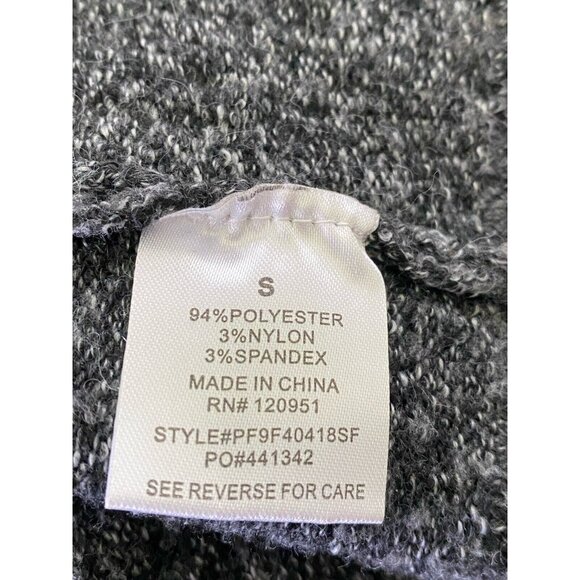 S
94%POLYESTER
3%NYLON
3%SPANDEX
MADE IN CHINA
RN# 120951
STYLE#PF9F40418SF
PO#441342
SEE REVERSE FOR CARE